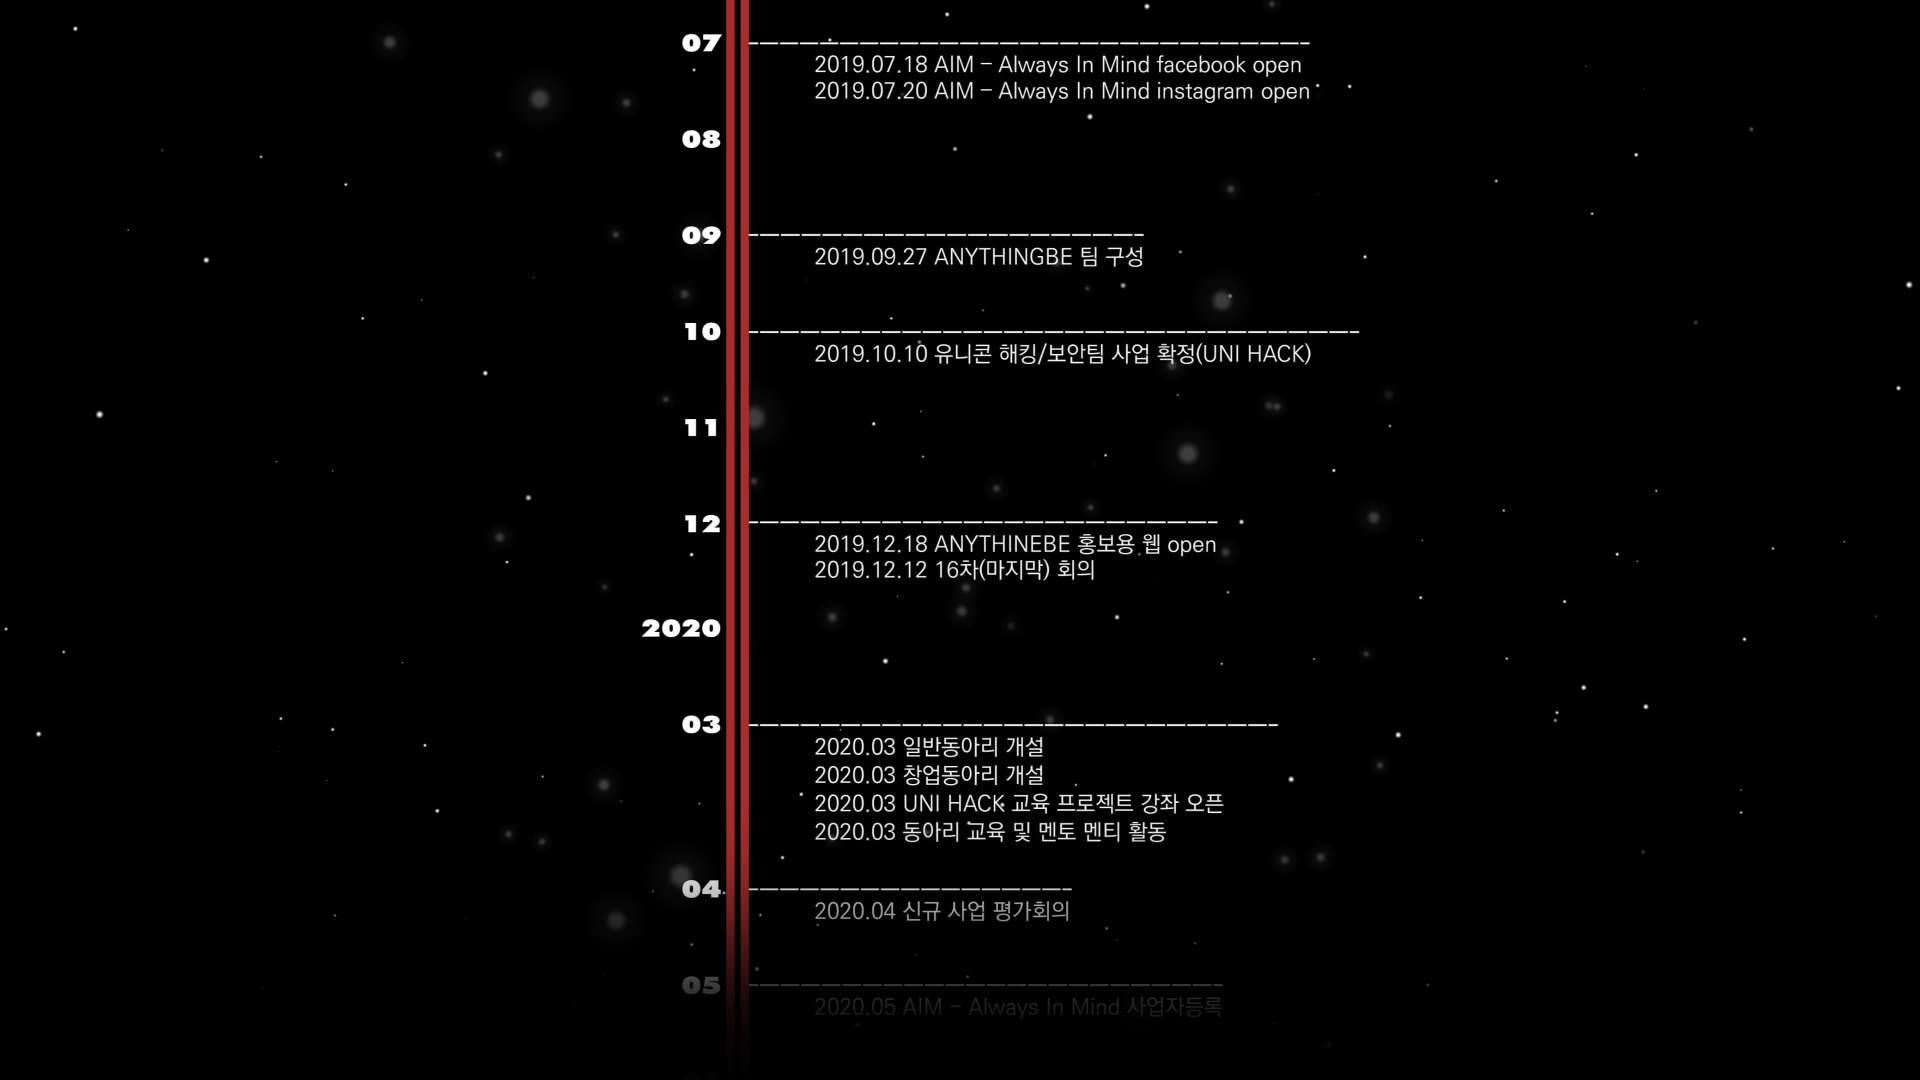 07
2019.07.18 AIM – Always In Mind facebook open
2019.07.20 AIM – Always In Mind instagram open
08
09
2019.09.27 ANYTHINGBE 팀 구성
10
2019.10.10 유니콘 해킹/보안팀 사업 확정(UNI HACK)
11
12
2019.12.18 ANYTHINEBE 홍보용 웹 open
2019.12.12 16차(마지막) 회의
2020
03
2020.03 일반동아리 개설
2020.03 창업동아리 개설
2020.03 UNI HACK 교육 프로젝트 강좌 오픈
2020.03 동아리 교육 및 멘토 멘티 활동
04
2020.04 신규 사업 평가회의
05
2020.05 AIM – Always In Mind 사업자등록